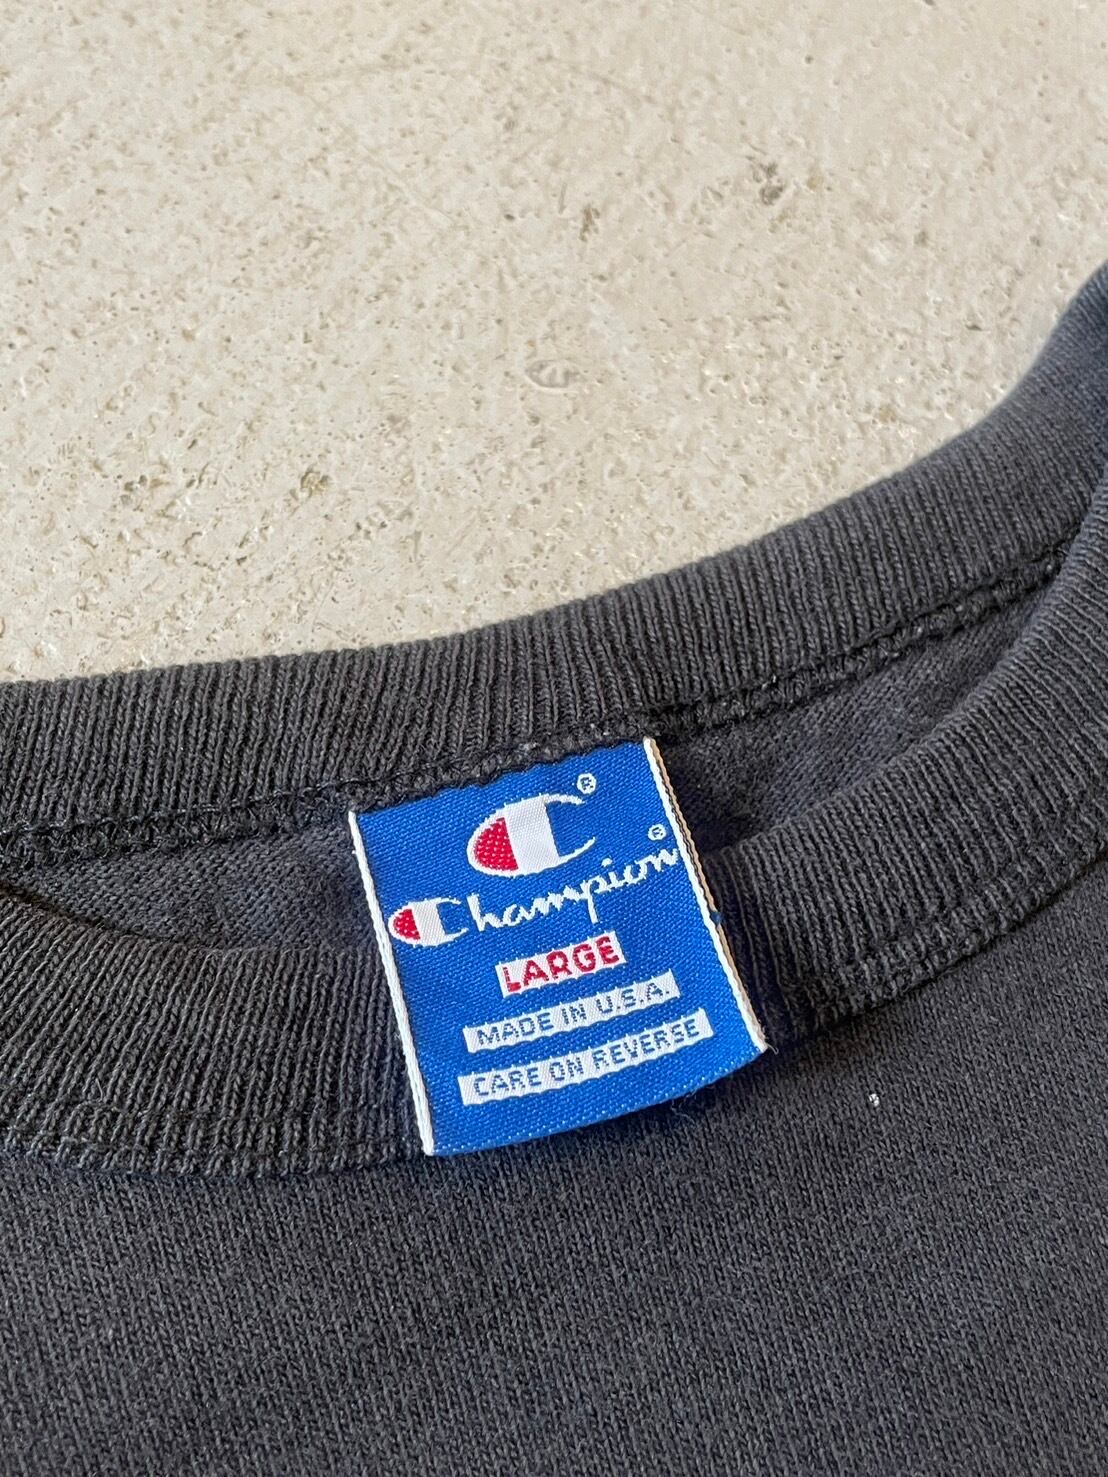 C®
Champion®
LARGE
MADE IN U.S.A.
CARE ON REVERSE